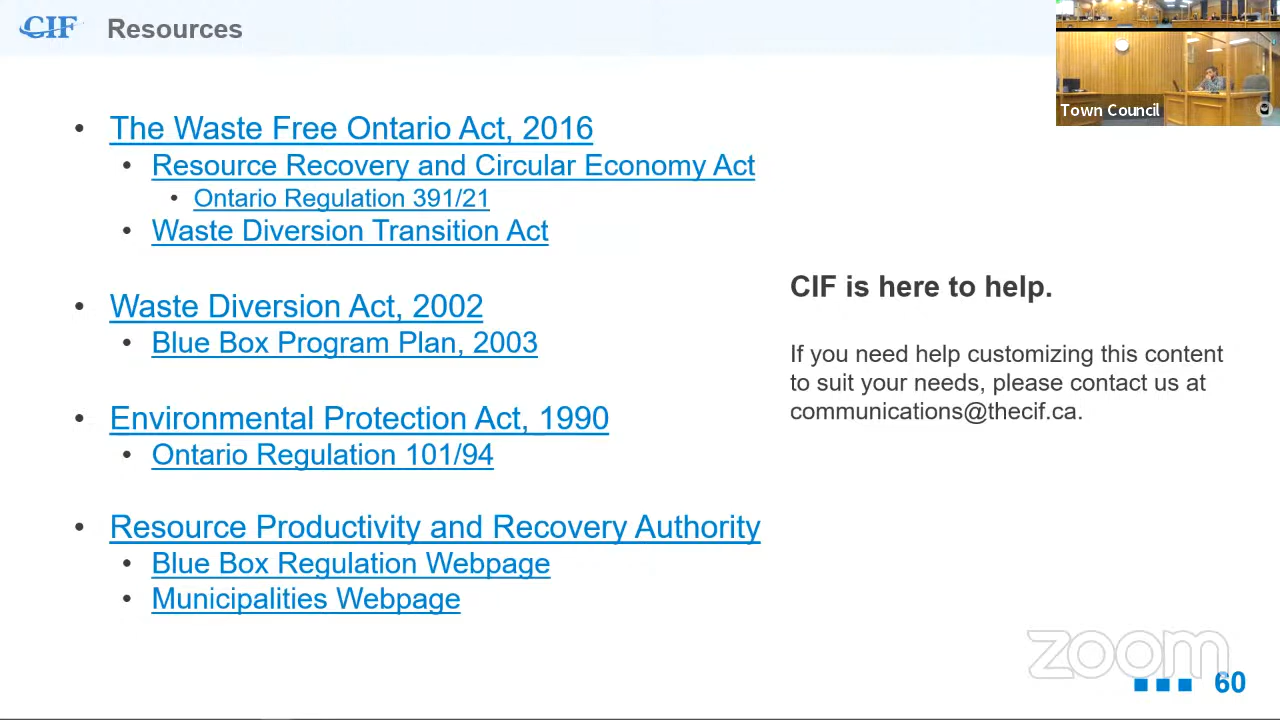 CIF Resources
Town Council
The Waste Free Ontario Act, 2016
Resource Recovery and Circular Economy Act
Ontario Regulation 391/21
Waste Diversion Transition Act
Waste Diversion Act, 2002
Blue Box Program Plan, 2003
Environmental Protection Act, 1990
Ontario Regulation 101/94
Resource Productivity and Recovery Authority
Blue Box Regulation Webpage
Municipalities Webpage
CIF is here to help.
If you need help customizing this content
to suit your needs, please contact us at
communications@thecif.ca.
zoom
60